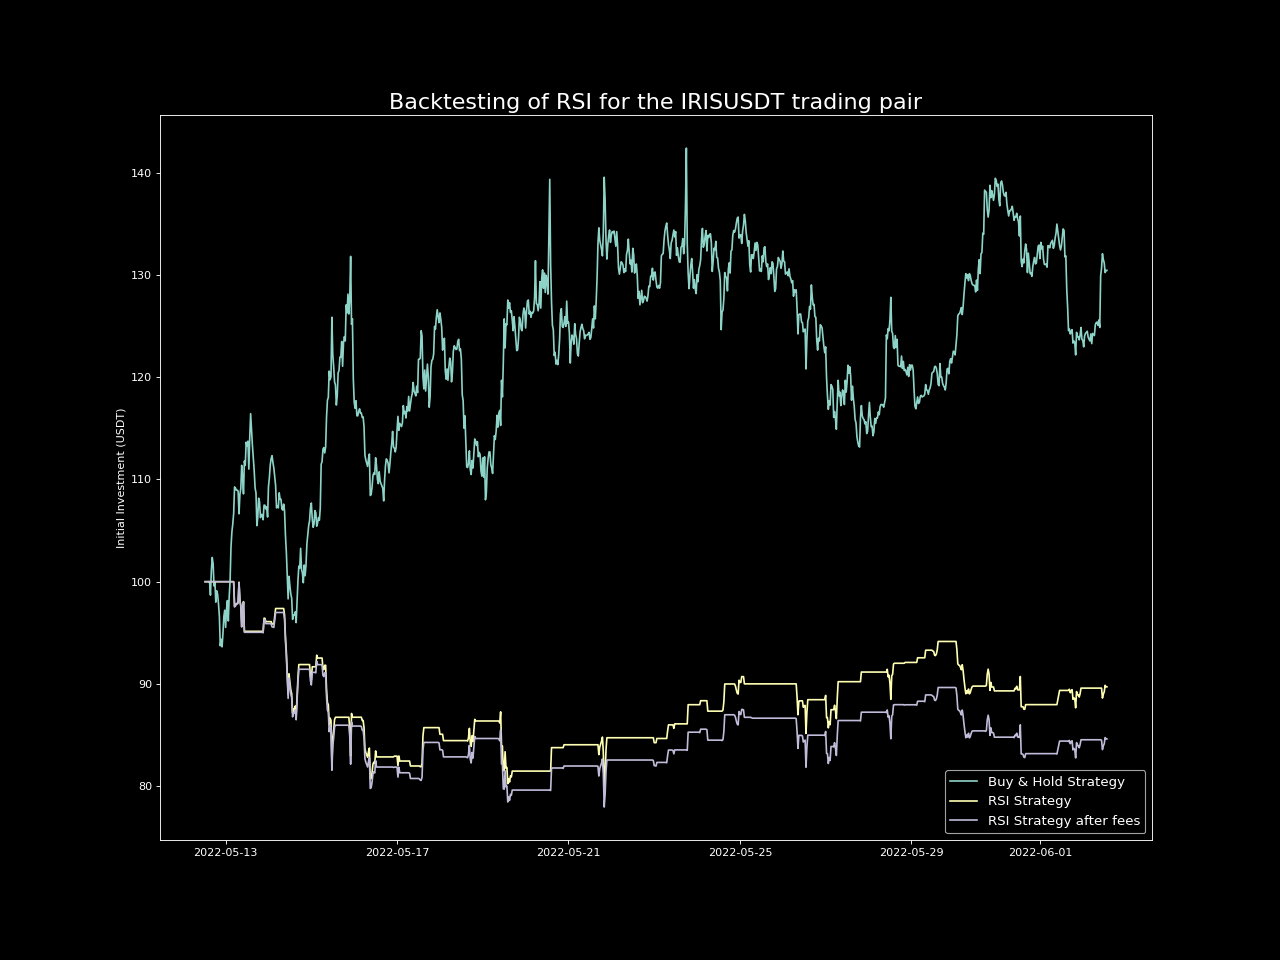 Backtesting of RSI for the IRISUSDT trading pair
Initial Investment (USDT)
140
130
120
110
100
90
80
2022-05-13
2022-05-17
2022-05-21
2022-05-25
2022-05-29
2022-06-01
Buy & Hold Strategy
RSI Strategy
RSI Strategy after fees